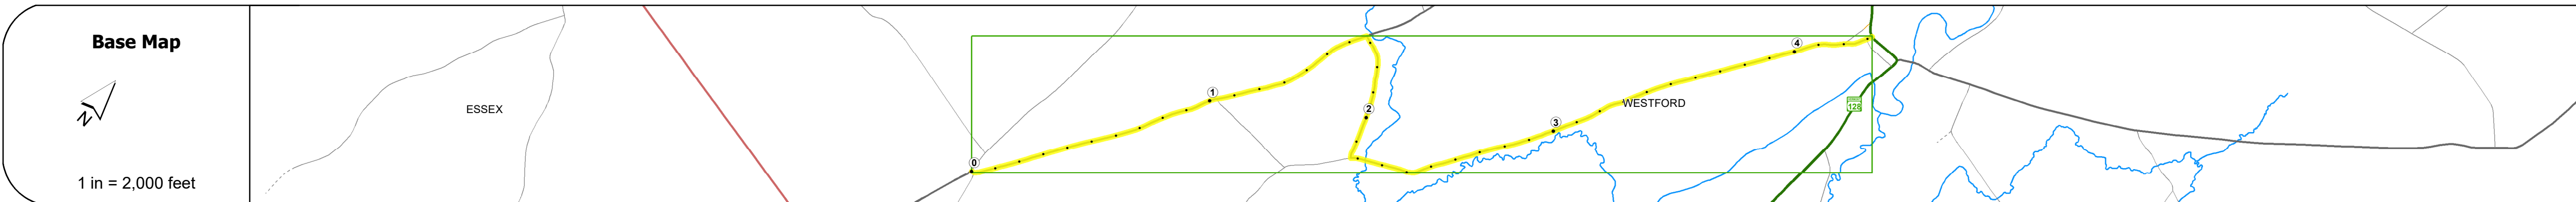 Base Map
N
1 in = 2,000 feet
ESSEX
0
1
2
3
4
WESTFORD
128